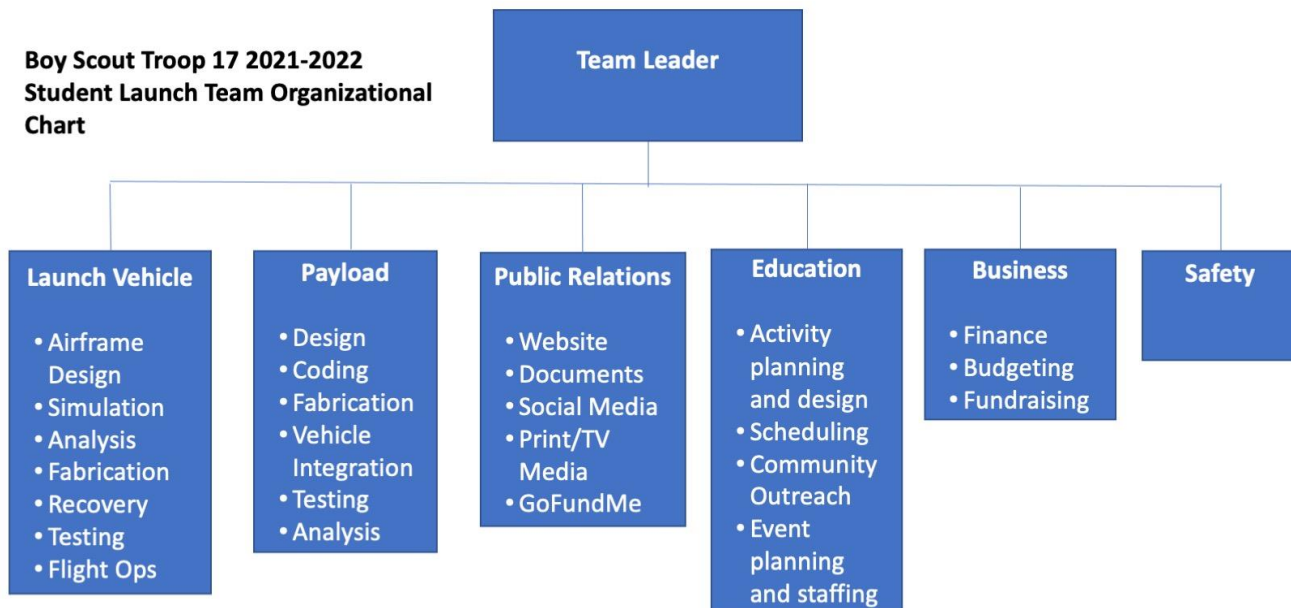 Boy Scout Troop 17 2021-2022
Student Launch Team Organizational
Chart
Team Leader
Launch Vehicle
• Airframe
Design
• Simulation
• Analysis
• Fabrication
• Recovery
• Testing
• Flight Ops
Payload
• Design
• Coding
• Fabrication
• Vehicle
Integration
• Testing
• Analysis
Public Relations
• Website
• Documents
• Social Media
• Print/TV
Media
• GoFundMe
Education
• Activity
planning
and design
• Scheduling
• Community
Outreach
• Event
planning
and staffing
Business
• Finance
• Budgeting
• Fundraising
Safety